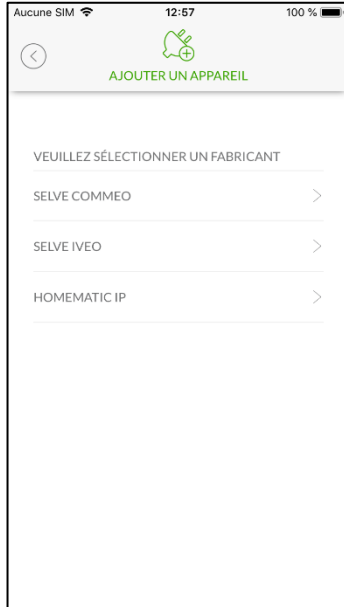 Aucune SIM 12:57 100 %
AJOUTER UN APPAREIL
VEUILLEZ SÉLECTIONNER UN FABRICANT
SELVE COMMEO
SELVE IVEO
HOMEMATIC IP